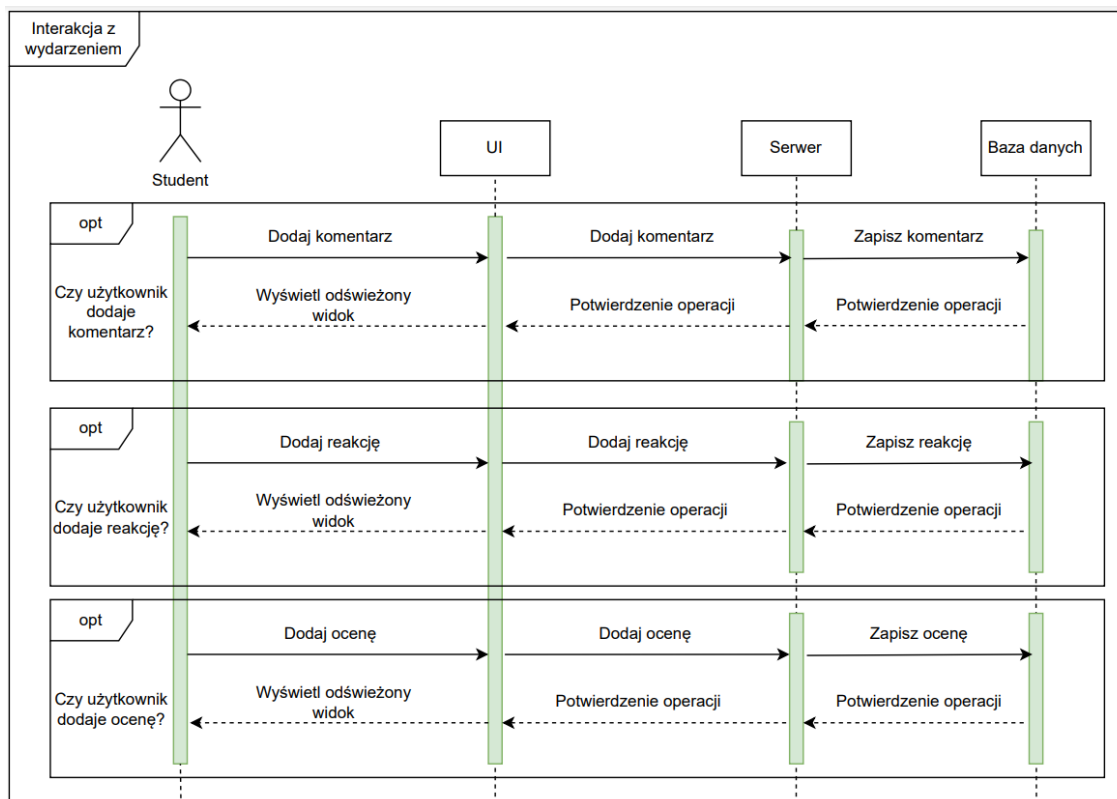 Interakcja z
wydarzeniem
Student
UI
Serwer
Baza danych
opt
Dodaj komentarz
Dodaj komentarz
Zapisz komentarz
Czy użytkownik
dodaje
komentarz?
Wyświetl odświeżony
widok
Potwierdzenie operacji
Potwierdzenie operacji
opt
Dodaj reakcję
Dodaj reakcję
Zapisz reakcję
Czy użytkownik
dodaje reakcję?
Wyświetl odświeżony
widok
Potwierdzenie operacji
Potwierdzenie operacji
opt
Dodaj ocenę
Dodaj ocenę
Zapisz ocenę
Czy użytkownik
dodaje ocenę?
Wyświetl odświeżony
widok
Potwierdzenie operacji
Potwierdzenie operacji